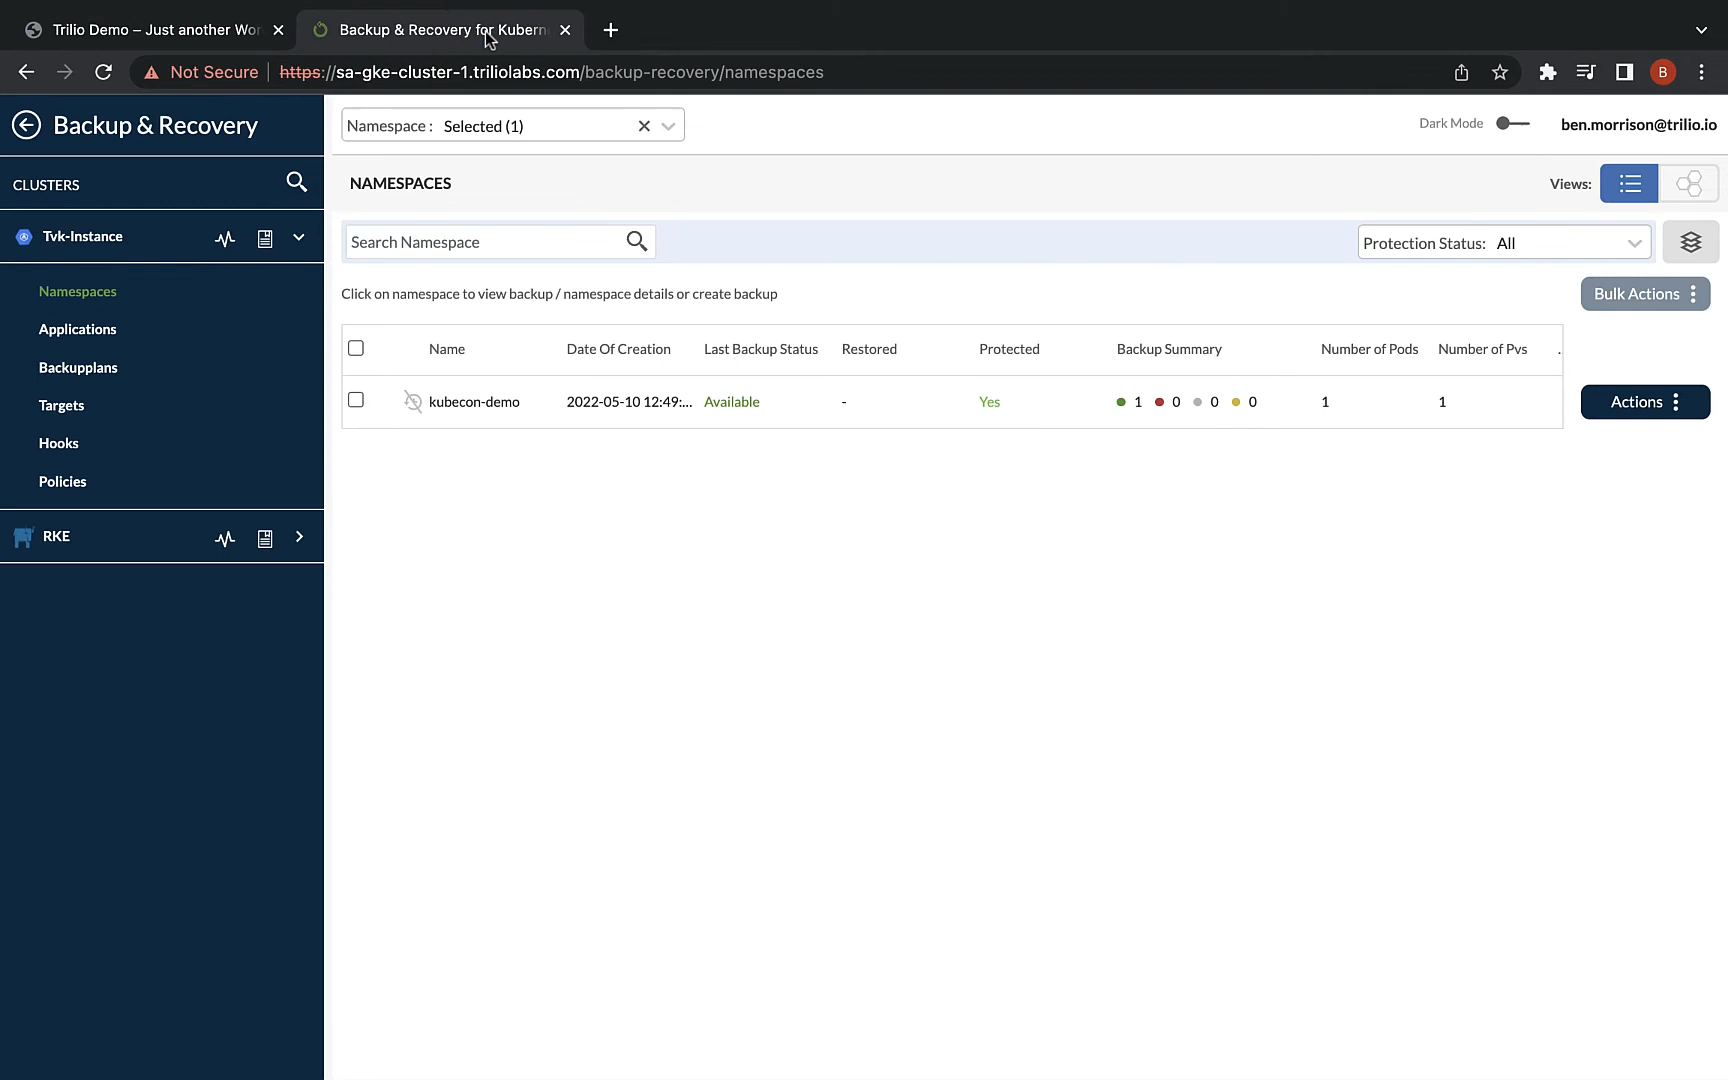 Trilio Demo – Just another Wor
Backup & Recovery for Kubern
Not Secure https://sa-gke-cluster-1.triliolabs.com/backup-recovery/namespaces
B
Backup & Recovery
Namespace : Selected (1)
Dark Mode
ben.morrison@trilio.io
CLUSTERS
NAMESPACES
Views:
Tvk-Instance
Search Namespace
Protection Status: All
Namespaces
Click on namespace to view backup / namespace details or create backup
Bulk Actions
Applications
Name Date Of Creation Last Backup Status Restored Protected Backup Summary Number of Pods Number of Pvs .
Backupplans
kubecon-demo 2022-05-10 12:49:... Available - Yes 1 0 0 0 1 1
Actions
Targets
Hooks
Policies
RKE